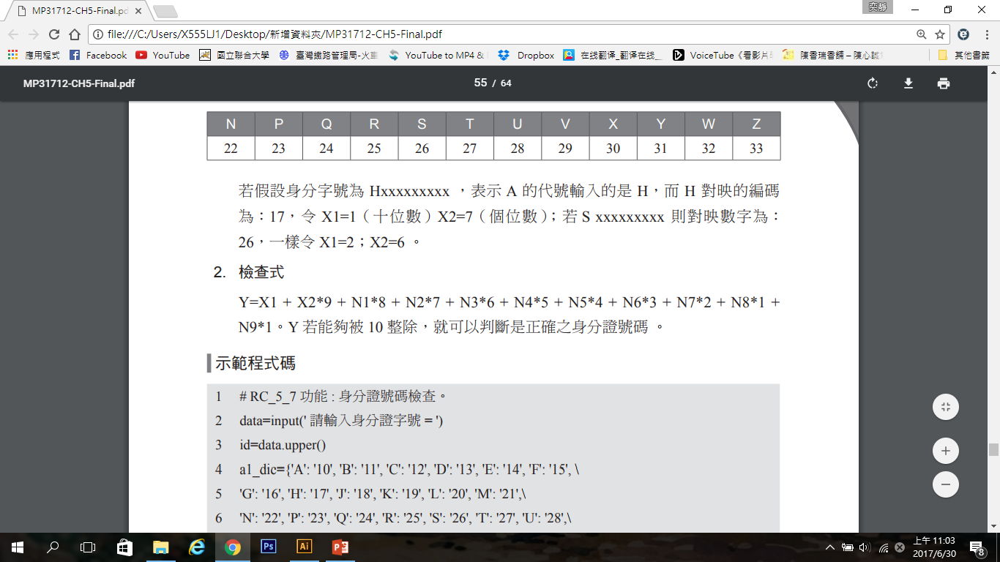 MP31712-CH5-Final.pd
奕靜
file:///C:/Users/X555LJ1/Desktop/新增資料夾/MP31712-CH5-Final.pdf
應用程式 Facebook YouTube 國立聯合大學 臺灣鐵路管理局-火車 YouTube to MP4 & Dropbox 在线翻译_翻译在线_ VoiceTube《看影片 陳香瑞香舖 – 陳心誠 其他書籤
MP31712-CH5-Final.pdf 55 / 64
N P Q R S T U V X Y W Z
22 23 24 25 26 27 28 29 30 31 32 33
若假設身分字號為 Hxxxxxxxxx ，表示 A 的代號輸入的是 H，而 H 對映的編碼
為：17，令 X1=1（十位數）X2=7（個位數）；若 S xxxxxxxxx 則對映數字為：
26，一樣令 X1=2；X2=6 。
2. 檢查式
Y=X1 + X2*9 + N1*8 + N2*7 + N3*6 + N4*5 + N5*4 + N6*3 + N7*2 + N8*1 +
N9*1。Y 若能夠被 10 整除，就可以判斷是正確之身分證號碼 。
示範程式碼
1 # RC_5_7 功能 : 身分證號碼檢查。
2 data=input(' 請輸入身分證字號 = ')
3 id=data.upper()
4 a1_dic={'A': '10', 'B': '11', 'C': '12', 'D': '13', 'E': '14', 'F': '15', \
5 'G': '16', 'H': '17', 'J': '18', 'K': '19', 'L': '20', 'M': '21',\
6 'N': '22', 'P': '23', 'Q': '24', 'R': '25', 'S': '26', 'T': '27', 'U': '28',\
Ps Ai P
上午 11:03
2017/6/30
8